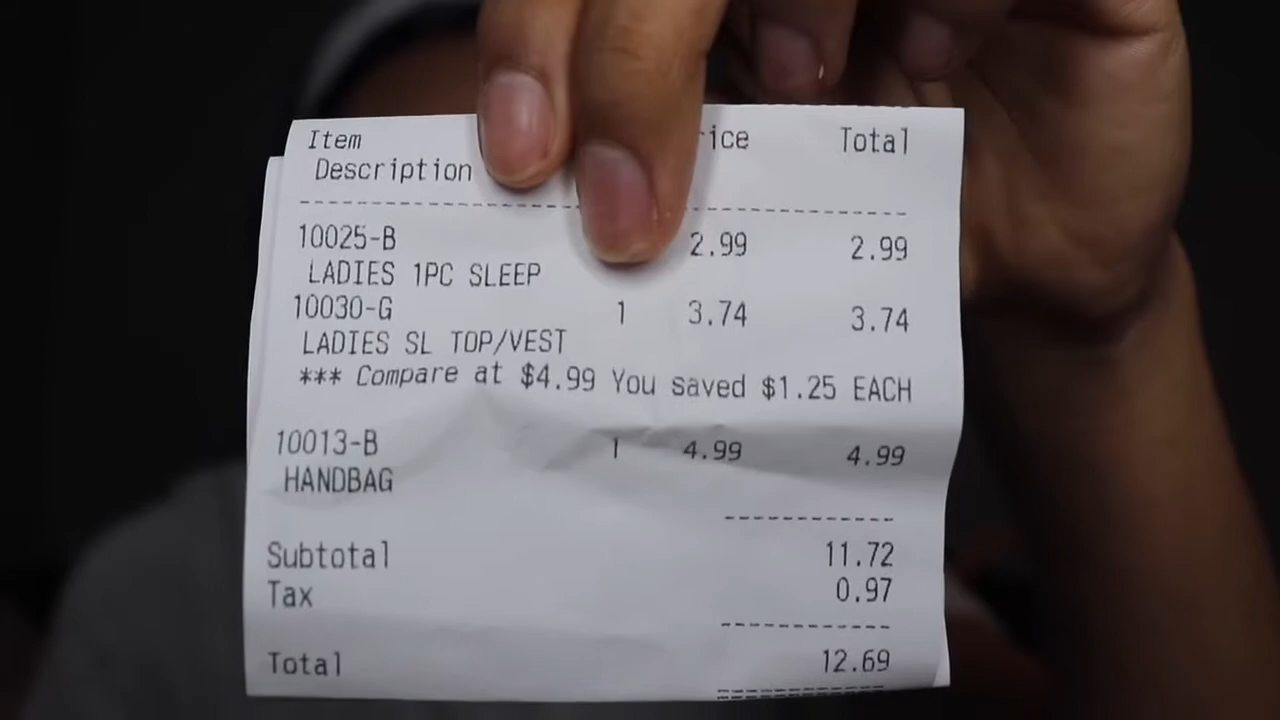 Item Total
Description
10025-B 2.99 2.99
LADIES 1PC SLEEP
10030-G 1 3.74 3.74
LADIES SL TOP/VEST
*** Compare at $4.99 You saved $1.25 EACH
10013-B 1 4.99 4.99
HANDBAG
Subtotal 11.72
Tax 0.97
Total 12.69